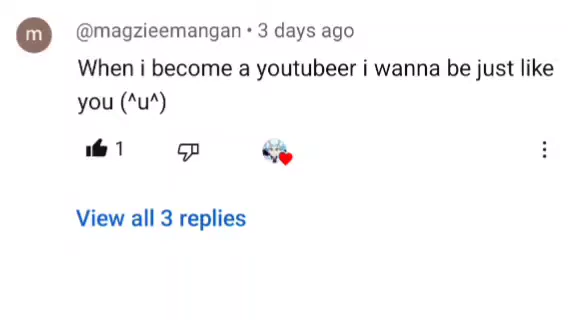 m
@magzieemangan • 3 days ago
When i become a youtubeer i wanna be just like
you (^u^)
1
View all 3 replies